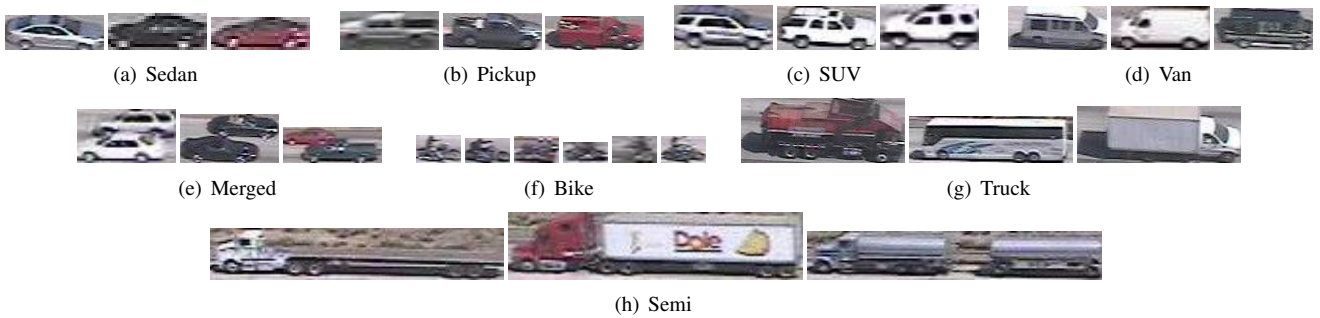 (a) Sedan
(b) Pickup
(c) SUV
(d) Van
(e) Merged
(f) Bike
(g) Truck
Dole
(h) Semi